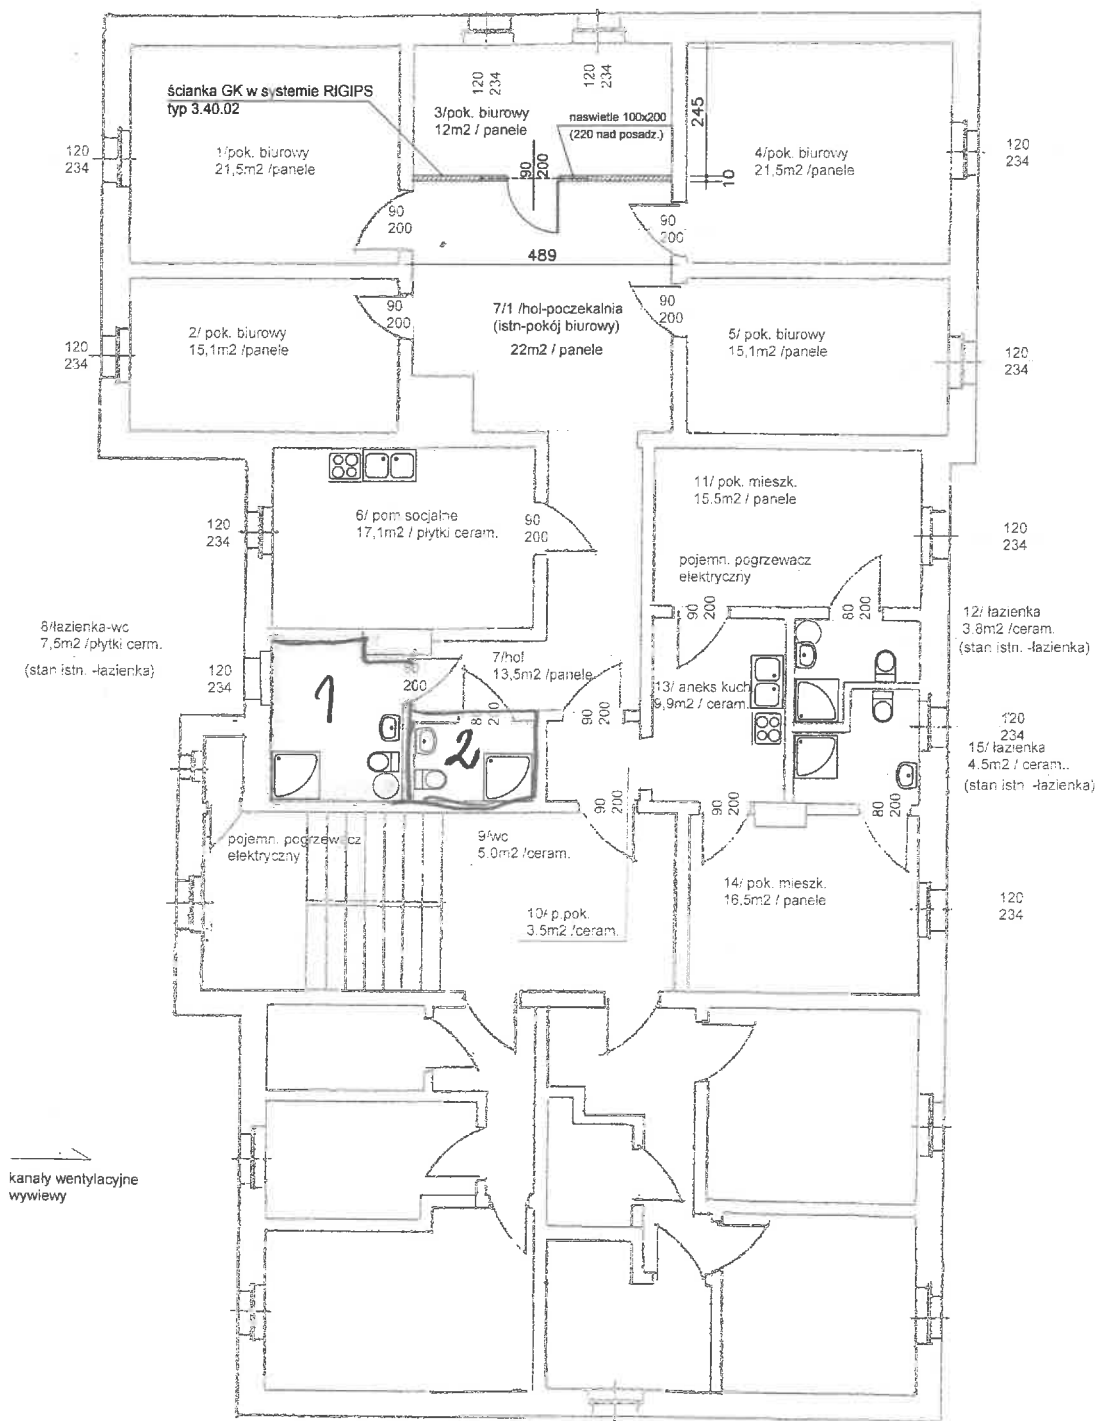 ścianka GK w systemie RIGIPS
typ 3.40.02
120
234
120
234
3/pok. biurowy
12m2 / panele
naswietle 100x200
(220 nad posadz.)
245
10
90
200
120
234
1/pok. biurowy
21,5m2 /panele
4/pok. biurowy
21,5m2 /panele
120
234
90
200
90
200
489
7/1 /hol-poczekalnia
(istn-pokój biurowy)
22m2 / panele
90
200
90
200
120
234
2/ pok. biurowy
15,1m2 /panele
5/ pok. biurowy
15,1m2 /panele
120
234
120
234
6/ pom socjalne
17,1m2 / płytki ceram.
90
200
11/ pok. mieszk.
15.5m2 / panele
120
234
pojemn. pogrzewacz
elektryczny
90
200
80
200
8/łazienka-wc
7,5m2 /płytki cerm.
(stan istn. -łazienka)
120
234
1
200
7/hol
13,5m2 /panele
80
200
90
200
13/ aneks kuch
9,9m2 / ceram.
12/ łazienka
3.8m2 /ceram.
(stan istn. -łazienka)
120
234
15/ łazienka
4.5m2 / ceram..
(stan istn -łazienka)
2
90
200
90
200
80
200
pojemn. pogrzewacz
elektryczny
9/wc
5.0m2 /ceram.
10/ p.pok.
3.5m2 /ceram.
14/ pok. mieszk.
16.5m2 / panele
120
234
kanały wentylacyjne
wywiewy